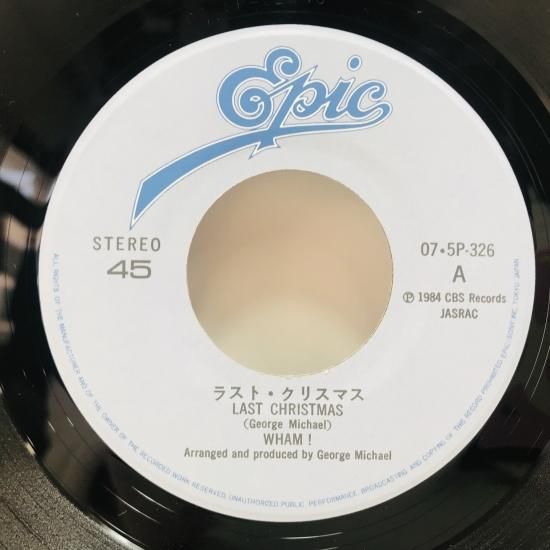 Epic
STEREO
45
07・5P-326
A
Ⓟ 1984 CBS Records
JASRAC
ラスト・クリスマス
LAST CHRISTMAS
(George Michael)
WHAM !
Arranged and produced by George Michael
ALL RIGHTS OF THE MANUFACTURER AND OF THE OWNER OF THE RECORDED WORK RESERVED. UNAUTHORIZED PUBLIC PERFORMANCE, BROADCASTING AND COPYING OF THIS RECORD PROHIBITED. EPIC/SONY INC. TOKYO, JAPAN